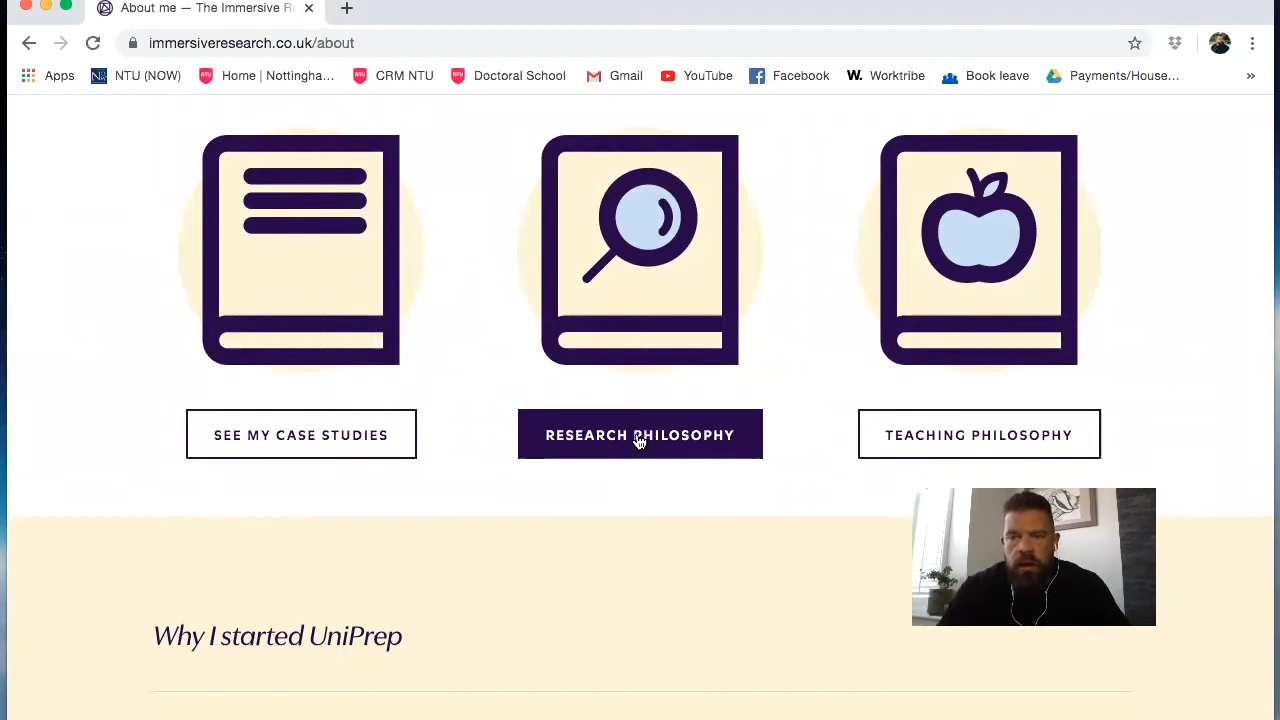 About me — The Immersive Re
immersiveresearch.co.uk/about
Apps NTU (NOW) Home | Nottingha... CRM NTU Doctoral School Gmail YouTube Facebook W. Worktribe Book leave Payments/House... »
SEE MY CASE STUDIES
RESEARCH PHILOSOPHY
TEACHING PHILOSOPHY
Why I started UniPrep